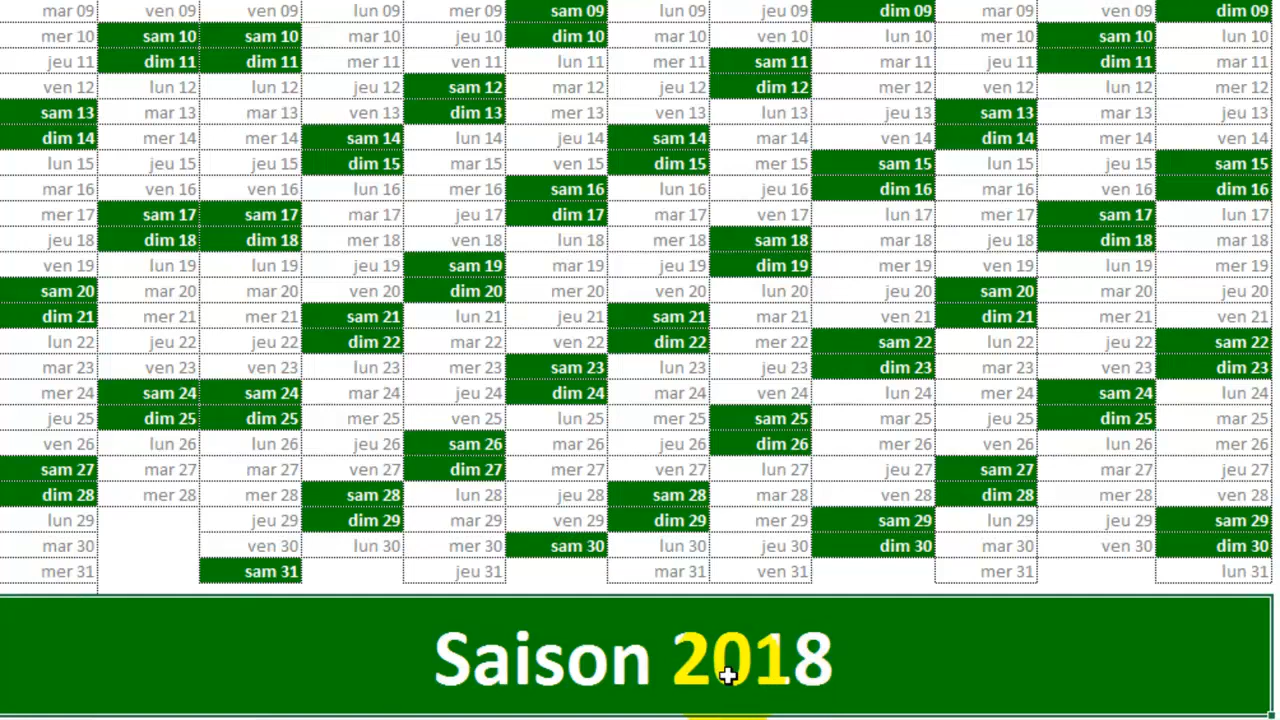 mar 09 ven 09 ven 09 lun 09 mer 09 sam 09 lun 09 jeu 09 dim 09 mar 09 ven 09 dim 09
mer 10 sam 10 sam 10 mar 10 jeu 10 dim 10 mar 10 ven 10 lun 10 mer 10 sam 10 lun 10
jeu 11 dim 11 dim 11 mer 11 ven 11 lun 11 mer 11 sam 11 mar 11 jeu 11 dim 11 mar 11
ven 12 lun 12 lun 12 jeu 12 sam 12 mar 12 jeu 12 dim 12 mer 12 ven 12 lun 12 mer 12
sam 13 mar 13 mar 13 ven 13 dim 13 mer 13 ven 13 lun 13 jeu 13 sam 13 mar 13 jeu 13
dim 14 mer 14 mer 14 sam 14 lun 14 jeu 14 sam 14 mar 14 ven 14 dim 14 mer 14 ven 14
lun 15 jeu 15 jeu 15 dim 15 mar 15 ven 15 dim 15 mer 15 sam 15 lun 15 jeu 15 sam 15
mar 16 ven 16 ven 16 lun 16 mer 16 sam 16 lun 16 jeu 16 dim 16 mar 16 ven 16 dim 16
mer 17 sam 17 sam 17 mar 17 jeu 17 dim 17 mar 17 ven 17 lun 17 mer 17 sam 17 lun 17
jeu 18 dim 18 dim 18 mer 18 ven 18 lun 18 mer 18 sam 18 mar 18 jeu 18 dim 18 mar 18
ven 19 lun 19 lun 19 jeu 19 sam 19 mar 19 jeu 19 dim 19 mer 19 ven 19 lun 19 mer 19
sam 20 mar 20 mar 20 ven 20 dim 20 mer 20 ven 20 lun 20 jeu 20 sam 20 mar 20 jeu 20
dim 21 mer 21 mer 21 sam 21 lun 21 jeu 21 sam 21 mar 21 ven 21 dim 21 mer 21 ven 21
lun 22 jeu 22 jeu 22 dim 22 mar 22 ven 22 dim 22 mer 22 sam 22 lun 22 jeu 22 sam 22
mar 23 ven 23 ven 23 lun 23 mer 23 sam 23 lun 23 jeu 23 dim 23 mar 23 ven 23 dim 23
mer 24 sam 24 sam 24 mar 24 jeu 24 dim 24 mar 24 ven 24 lun 24 mer 24 sam 24 lun 24
jeu 25 dim 25 dim 25 mer 25 ven 25 lun 25 mer 25 sam 25 mar 25 jeu 25 dim 25 mar 25
ven 26 lun 26 lun 26 jeu 26 sam 26 mar 26 jeu 26 dim 26 mer 26 ven 26 lun 26 mer 26
sam 27 mar 27 mar 27 ven 27 dim 27 mer 27 ven 27 lun 27 jeu 27 sam 27 mar 27 jeu 27
dim 28 mer 28 mer 28 sam 28 lun 28 jeu 28 sam 28 mar 28 ven 28 dim 28 mer 28 ven 28
lun 29 jeu 29 dim 29 mar 29 ven 29 dim 29 mer 29 sam 29 lun 29 jeu 29 sam 29
mar 30 ven 30 lun 30 mer 30 sam 30 lun 30 jeu 30 dim 30 mar 30 ven 30 dim 30
mer 31 sam 31 jeu 31 mar 31 ven 31 mer 31 lun 31
Saison 2018